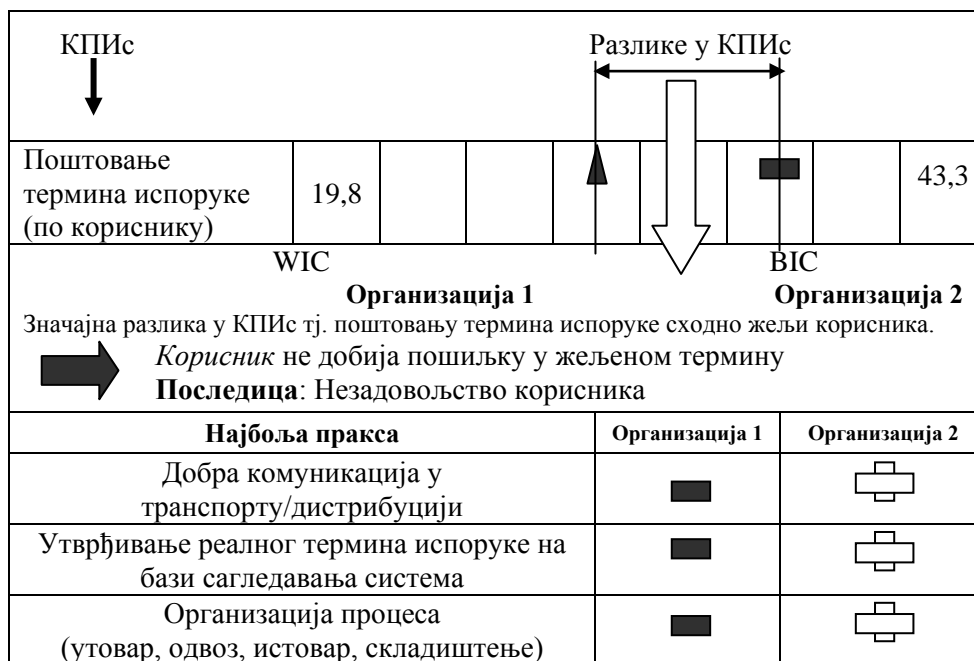 КПИс
Разлике у КПИс
Поштовање
термина испоруке
(по кориснику)
19,8
43,3
WIC
BIC
Организација 1
Организација 2
Значајна разлика у КПИс тј. поштовању термина испоруке сходно жељи корисника.
Корисник не добија пошиљку у жељеном термину
Последица: Незадовољство корисника
Најбоља пракса
Организација 1
Организација 2
Добра комуникација у
транспорту/дистрибуцији
Утврђивање реалног термина испоруке на
бази сагледавања система
Организација процеса
(утовар, одвоз, истовар, складиштење)